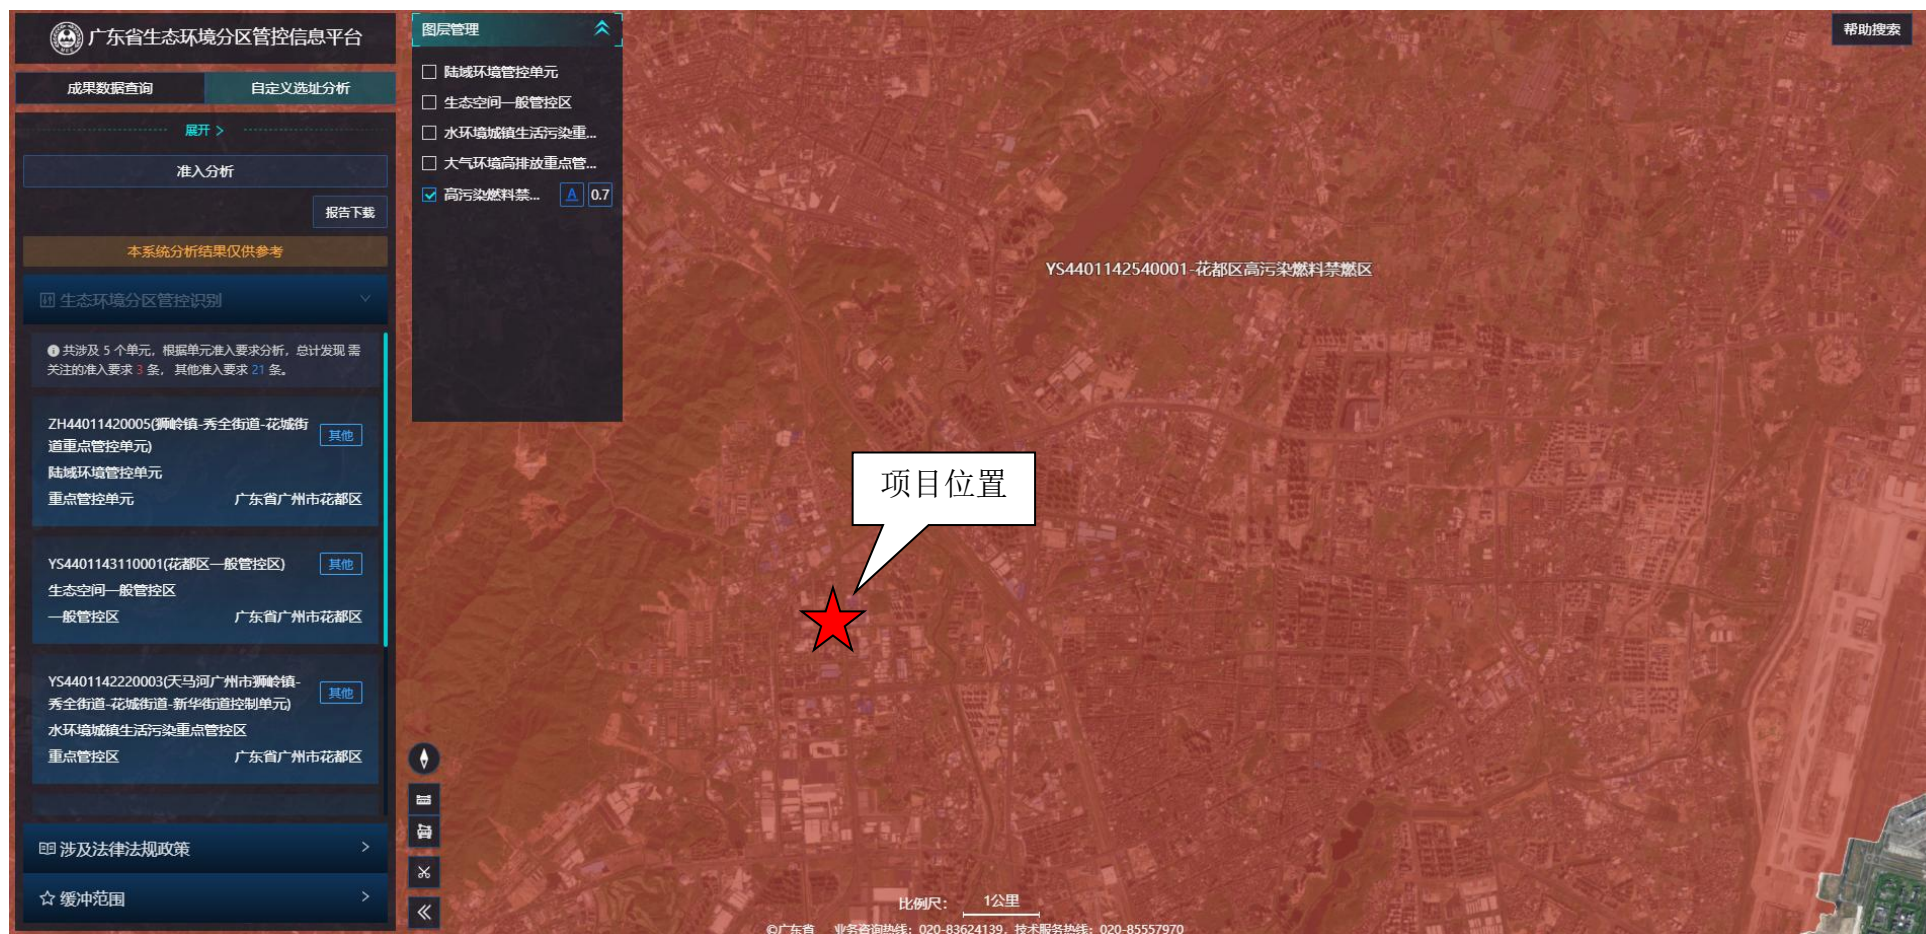 广东省生态环境分区管控信息平台
成果数据查询
自定义选址分析
展开 >
准入分析
报告下载
本系统分析结果仅供参考
生态环境分区管控识别
共涉及 5 个单元，根据单元准入要求分析，总计发现 需
关注的准入要求 3 条， 其他准入要求 21 条。
ZH44011420005(狮岭镇-秀全街道-花城街
道重点管控单元)
其他
陆域环境管控单元
重点管控单元
广东省广州市花都区
YS4401143110001(花都区一般管控区)
其他
生态空间一般管控区
一般管控区
广东省广州市花都区
YS4401142220003(天马河广州市狮岭镇-
秀全街道-花城街道-新华街道控制单元)
其他
水环境城镇生活污染重点管控区
重点管控区
广东省广州市花都区
涉及法律法规政策
缓冲范围
图层管理
陆域环境管控单元
生态空间一般管控区
水环境城镇生活污染重...
大气环境高排放重点管...
高污染燃料禁...
A
0.7
帮助搜索
YS4401142540001-花都区高污染燃料禁燃区
项目位置
比例尺：
1公里
©广东省 业务咨询热线：020-83624139，技术服务热线：020-85557970